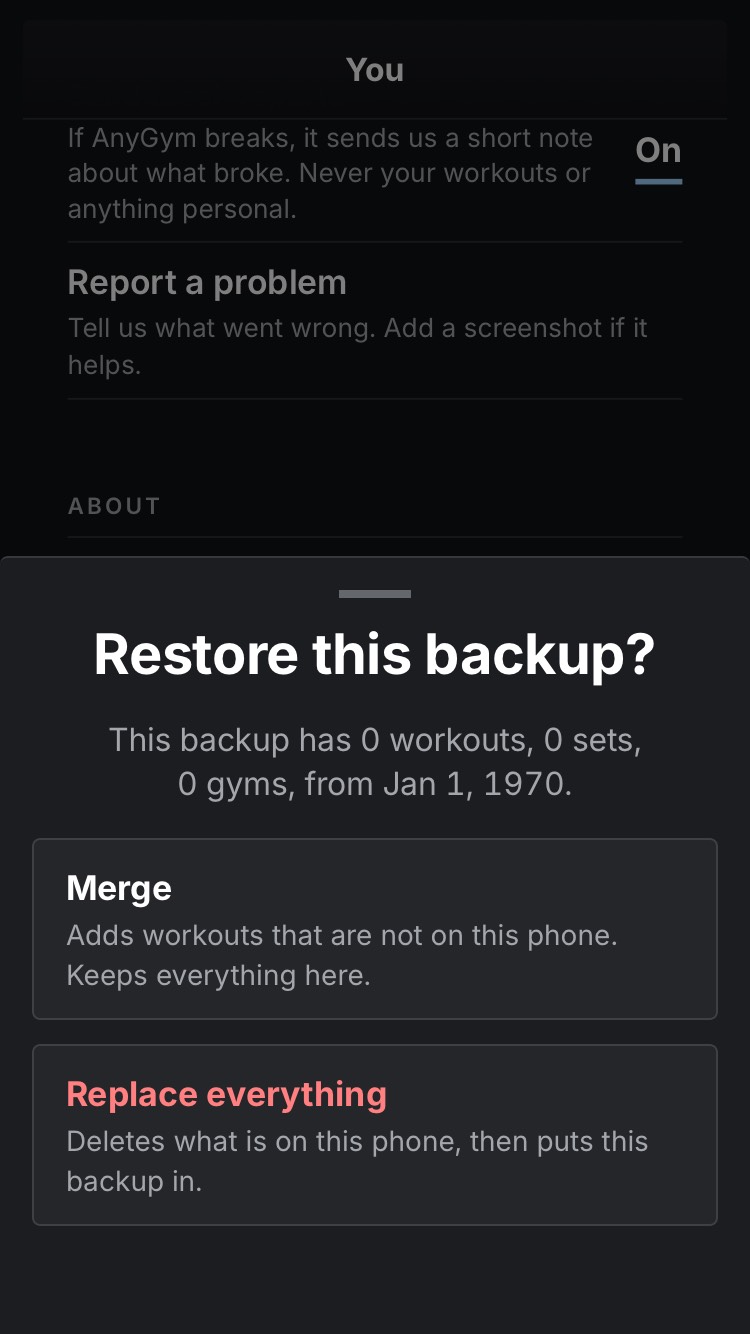 You
If AnyGym breaks, it sends us a short note
about what broke. Never your workouts or
anything personal.
On
Report a problem
Tell us what went wrong. Add a screenshot if it
helps.
ABOUT
Restore this backup?
This backup has 0 workouts, 0 sets,
0 gyms, from Jan 1, 1970.
Merge
Adds workouts that are not on this phone.
Keeps everything here.
Replace everything
Deletes what is on this phone, then puts this
backup in.